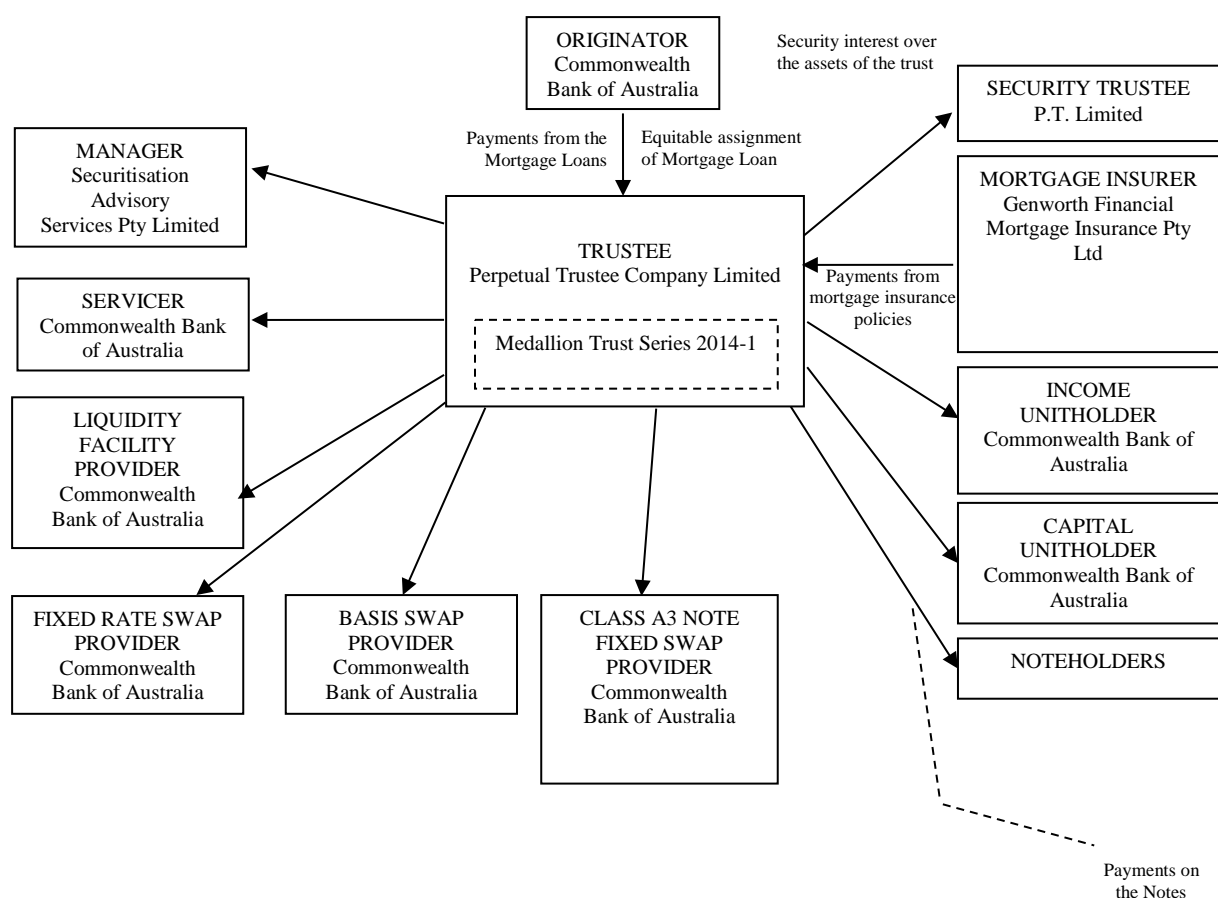 ORIGINATOR
Commonwealth
Bank of Australia
Security interest over
the assets of the trust
SECURITY TRUSTEE
P.T. Limited
Payments from the
Mortgage Loans
Equitable assignment
of Mortgage Loan
MANAGER
Securitisation
Advisory
Services Pty Limited
MORTGAGE INSURER
Genworth Financial
Mortgage Insurance Pty
Ltd
TRUSTEE
Perpetual Trustee Company Limited
Medallion Trust Series 2014-1
Payments from
mortgage insurance
policies
SERVICER
Commonwealth Bank
of Australia
INCOME
UNITHOLDER
Commonwealth Bank of
Australia
LIQUIDITY
FACILITY
PROVIDER
Commonwealth
Bank of Australia
CAPITAL
UNITHOLDER
Commonwealth Bank of
Australia
FIXED RATE SWAP
PROVIDER
Commonwealth
Bank of Australia
BASIS SWAP
PROVIDER
Commonwealth
Bank of Australia
CLASS A3 NOTE
FIXED SWAP
PROVIDER
Commonwealth
Bank of Australia
NOTEHOLDERS
Payments on
the Notes